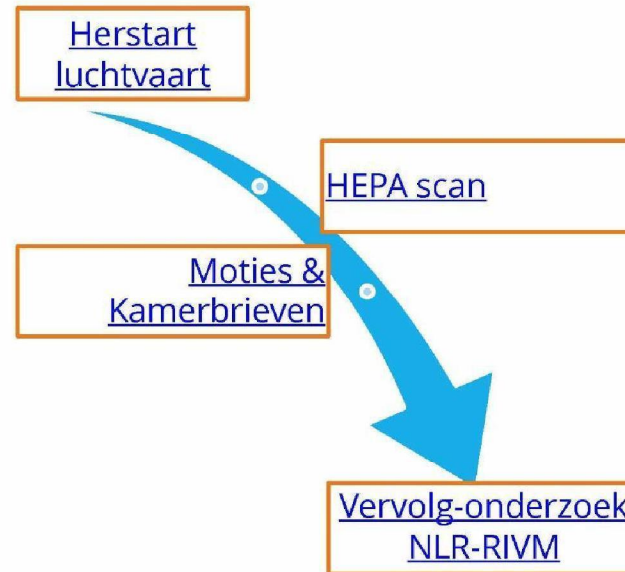 Herstart
luchtvaart
HEPA scan
Moties &
Kamerbrieven
Vervolg-onderzoek
NLR-RIVM